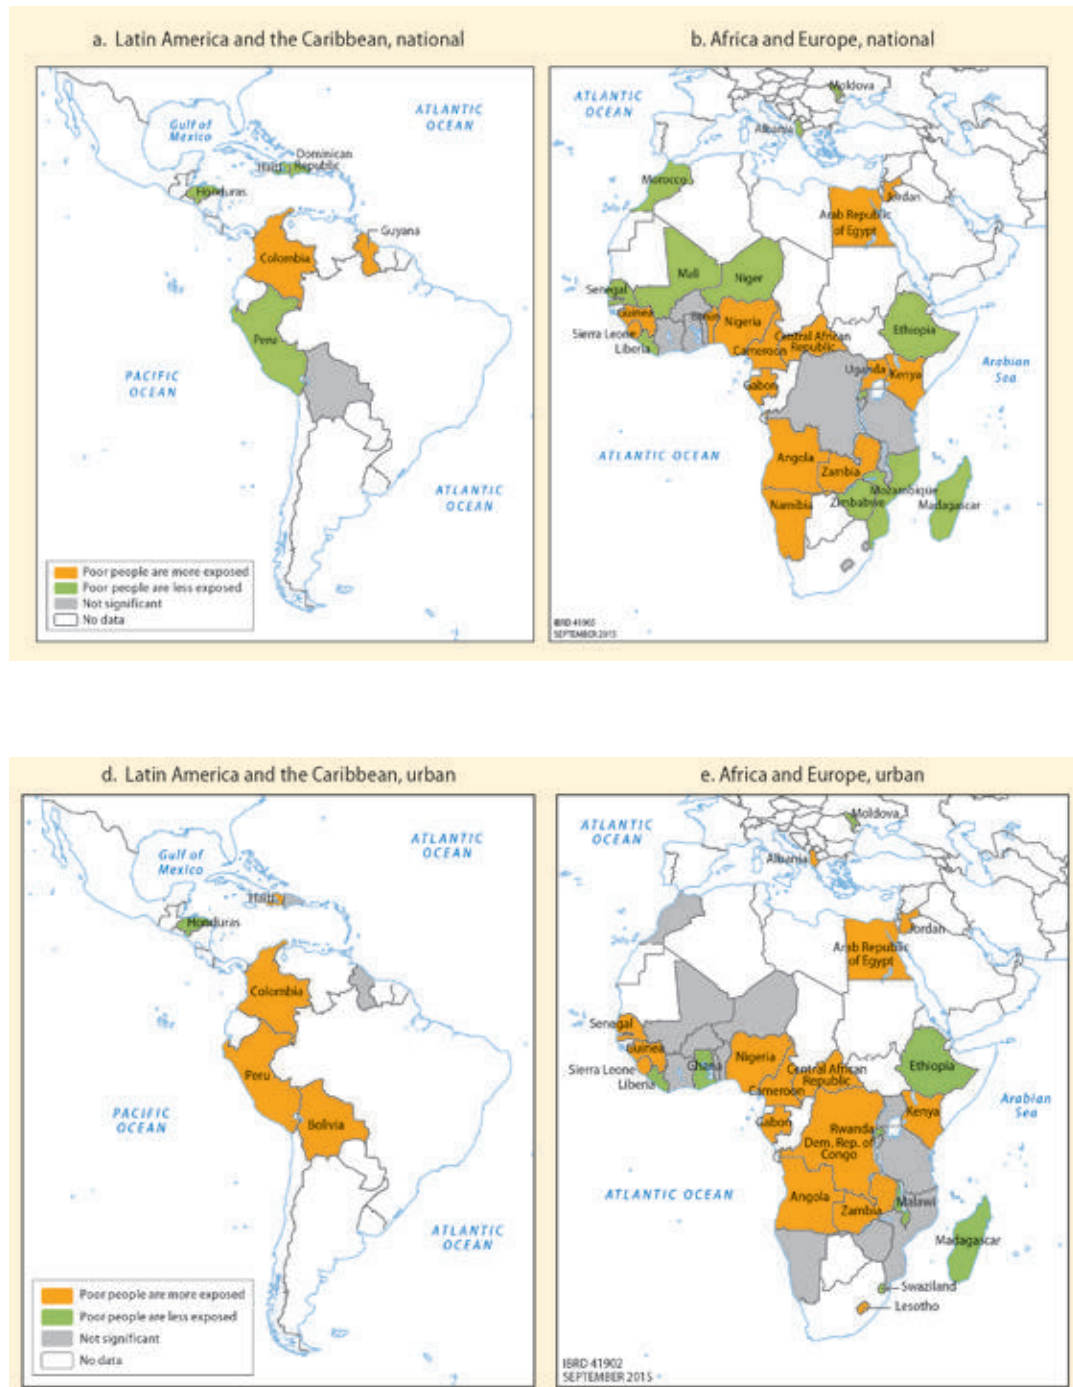 a. Latin America and the Caribbean, national
ATLANTIC
OCEAN
Gulf of
Mexico
Dominican
Haiti Republic
Honduras
Guyana
Colombia
Peru
PACIFIC
OCEAN
ATLANTIC
OCEAN
Poor people are more exposed
Poor people are less exposed
Not significant
No data
b. Africa and Europe, national
ATLANTIC
OCEAN
Moldova
Albania
Morocco
Jordan
Arab Republic
of Egypt
Mali
Niger
Senegal
Guinea
Benin
Nigeria
Ethiopia
Sierra Leone
Liberia
Central African
Republic
Cameroon
Uganda
Kenya
Gabon
Arabian
Sea
ATLANTIC OCEAN
Angola
Zambia
Mozambique
Namibia
Zimbabwe
Madagascar
IBRD 41965
SEPTEMBER 2015
d. Latin America and the Caribbean, urban
ATLANTIC
OCEAN
Gulf of
Mexico
Haiti
Honduras
Colombia
Peru
Bolivia
PACIFIC
OCEAN
ATLANTIC
OCEAN
Poor people are more exposed
Poor people are less exposed
Not significant
No data
e. Africa and Europe, urban
ATLANTIC
OCEAN
Moldova
Albania
Jordan
Arab Republic
of Egypt
Senegal
Guinea
Sierra Leone
Liberia
Ghana
Nigeria
Central African
Republic
Cameroon
Ethiopia
Gabon
Kenya
Rwanda
Dem. Rep. of
Congo
Arabian
Sea
ATLANTIC OCEAN
Angola
Zambia
Malawi
Madagascar
Swaziland
Lesotho
IBRD 41902
SEPTEMBER 2015